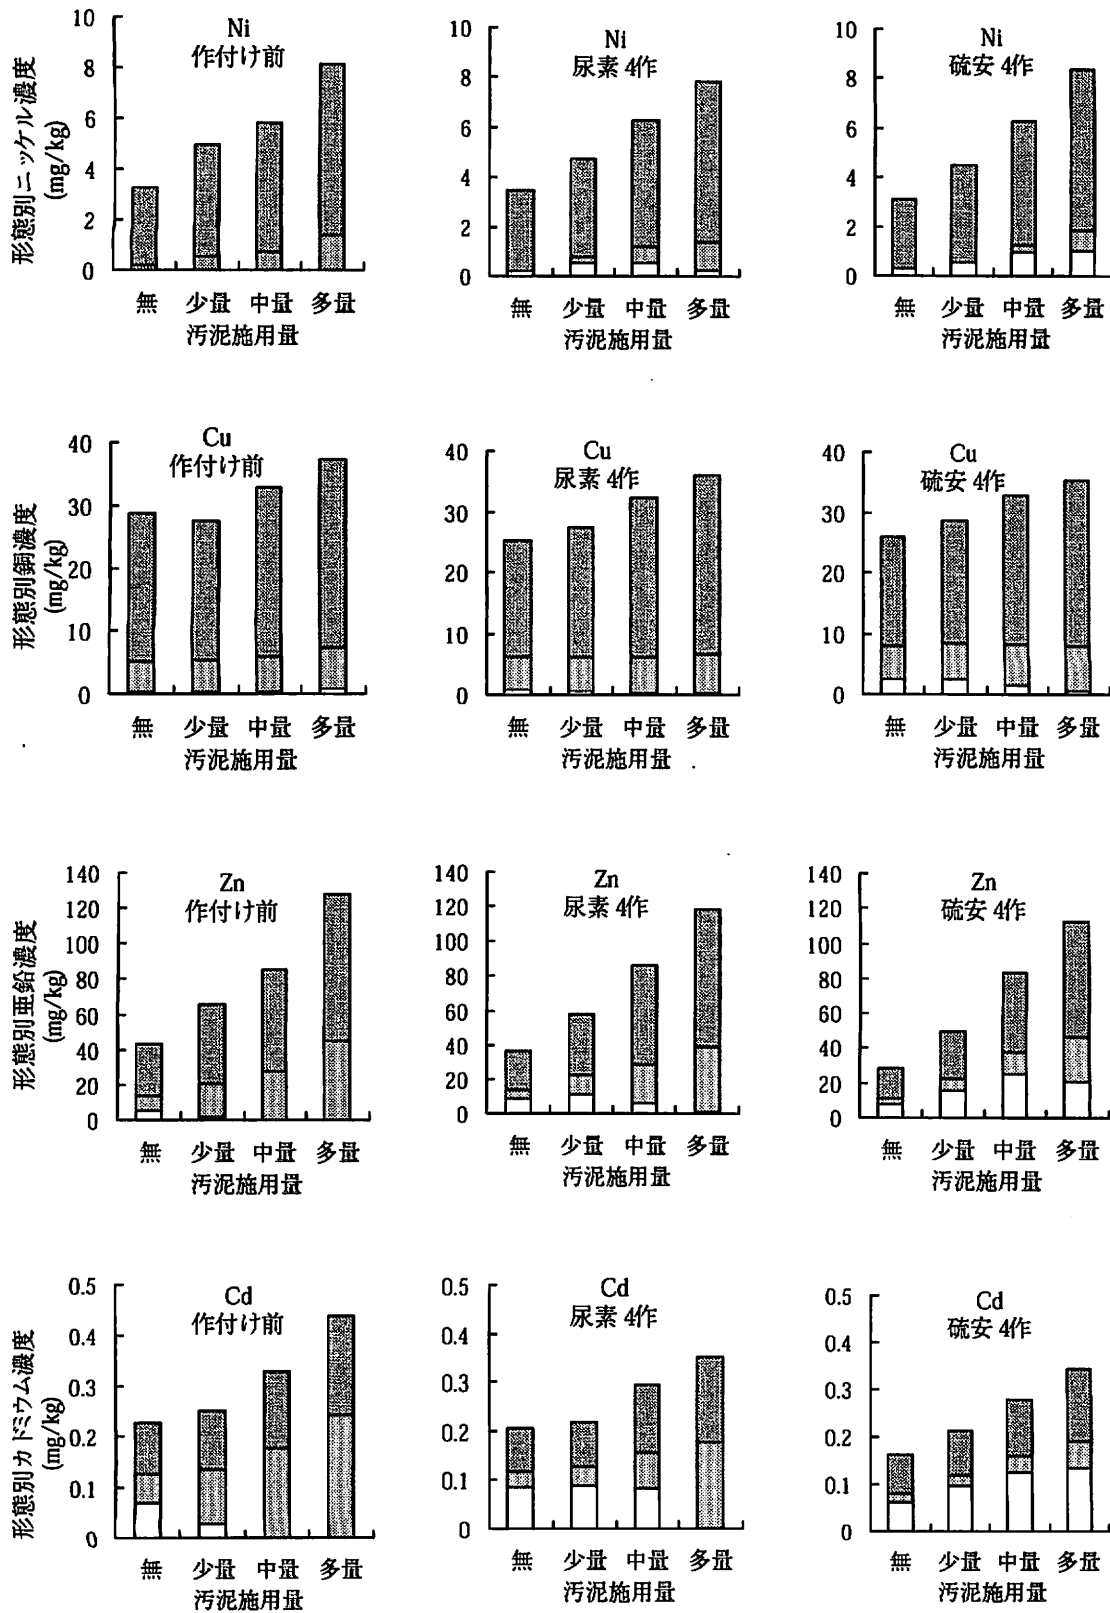 形態別ニッケル濃度
(mg/kg)
10
8
6
4
2
0
Ni
作付け前
無 少量 中量 多量
汚泥施用量
10
8
6
4
2
0
Ni
尿素 4作
無 少量 中量 多量
汚泥施用量
10
8
6
4
2
0
Ni
硫安 4作
無 少量 中量 多量
汚泥施用量
形態別銅濃度
(mg/kg)
40
30
20
10
0
Cu
作付け前
無 少量 中量 多量
汚泥施用量
40
30
20
10
0
Cu
尿素 4作
無 少量 中量 多量
汚泥施用量
40
30
20
10
0
Cu
硫安 4作
無 少量 中量 多量
汚泥施用量
形態別亜鉛濃度
(mg/kg)
140
120
100
80
60
40
20
0
Zn
作付け前
無 少量 中量 多量
汚泥施用量
140
120
100
80
60
40
20
0
Zn
尿素 4作
無 少量 中量 多量
汚泥施用量
140
120
100
80
60
40
20
0
Zn
硫安 4作
無 少量 中量 多量
汚泥施用量
形態別カドミウム濃度
(mg/kg)
0.5
0.4
0.3
0.2
0.1
0
Cd
作付け前
無 少量 中量 多量
汚泥施用量
0.5
0.4
0.3
0.2
0.1
0
Cd
尿素 4作
無 少量 中量 多量
汚泥施用量
0.5
0.4
0.3
0.2
0.1
0
Cd
硫安 4作
無 少量 中量 多量
汚泥施用量